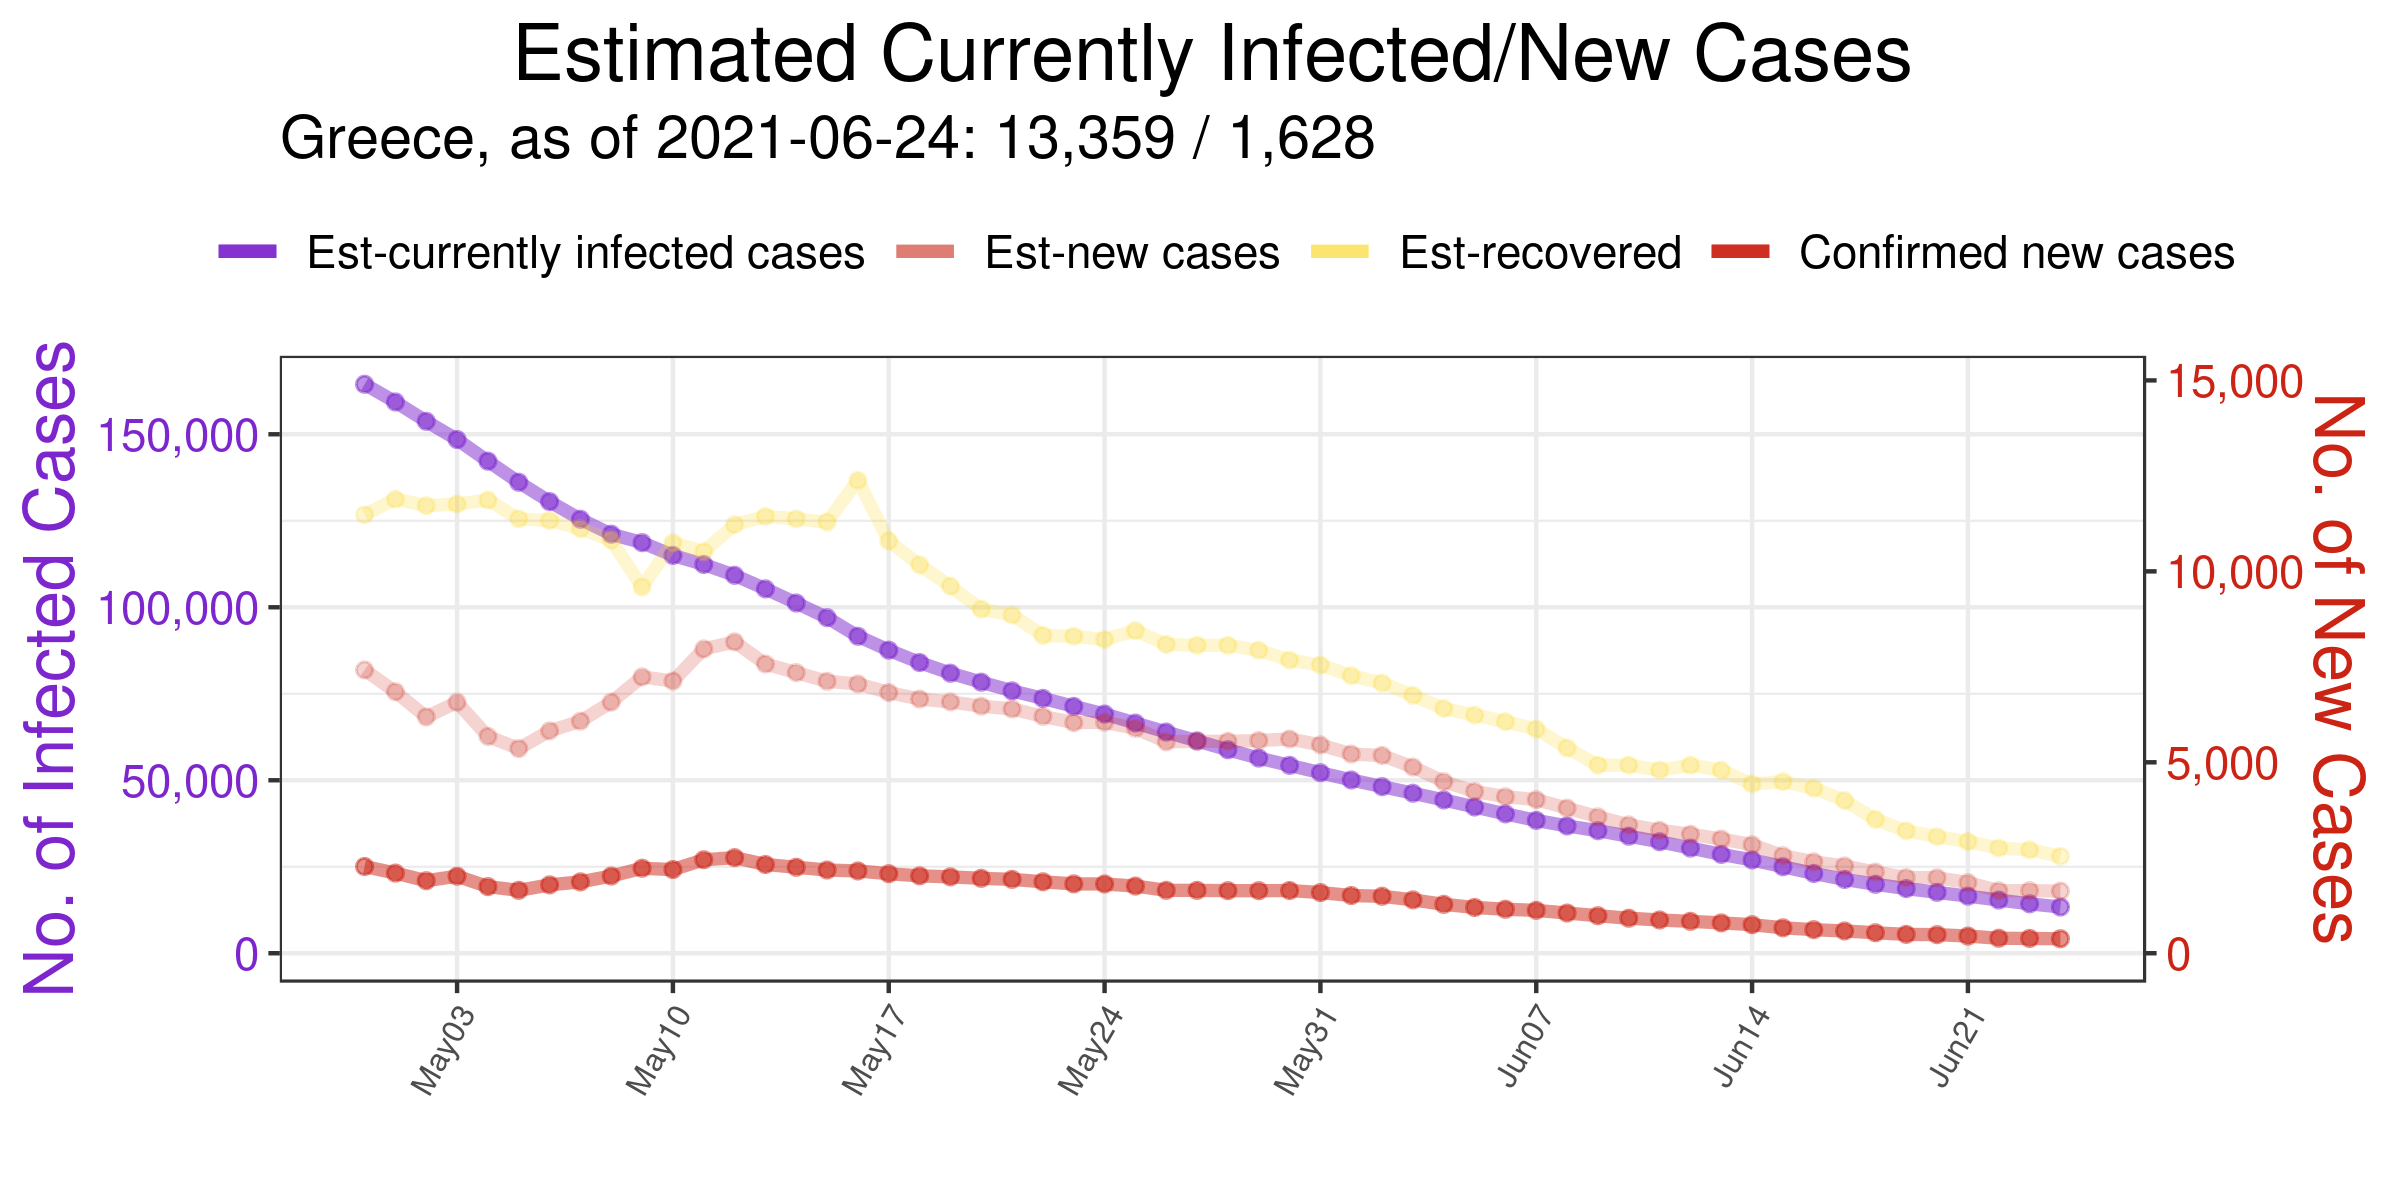 Estimated Currently Infected/New Cases
Greece, as of 2021-06-24: 13,359 / 1,628
Est-currently infected cases
Est-new cases
Est-recovered
Confirmed new cases
No. of Infected Cases
150,000
100,000
50,000
0
15,000
10,000
5,000
0
No. of New Cases
May03
May10
May17
May24
May31
Jun07
Jun14
Jun21